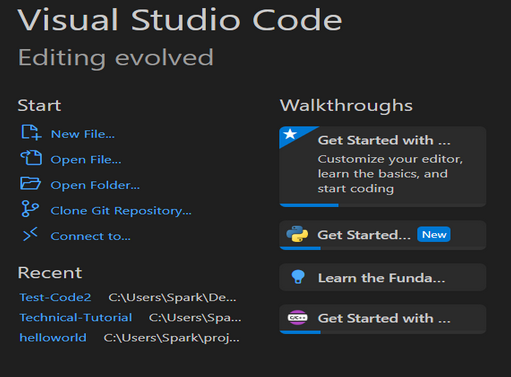 Visual Studio Code
Editing evolved
Start
New File...
Open File...
Open Folder...
Clone Git Repository...
Connect to...
Recent
Test-Code2 C:\Users\Spark\De...
Technical-Tutorial C:\Users\Spa...
helloworld C:\Users\Spark\proj...
Walkthroughs
Get Started with ...
Customize your editor,
learn the basics, and
start coding
Get Started... New
Learn the Funda...
C/C++
Get Started with ...